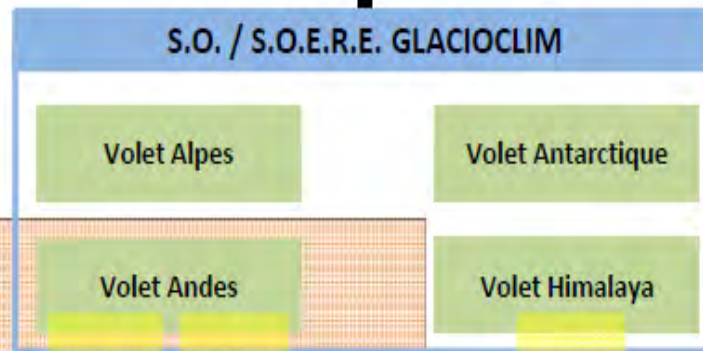 S.O. / S.O.E.R.E. GLACIOCLIM
Volet Alpes
Volet Antarctique
Volet Andes
Volet Himalaya